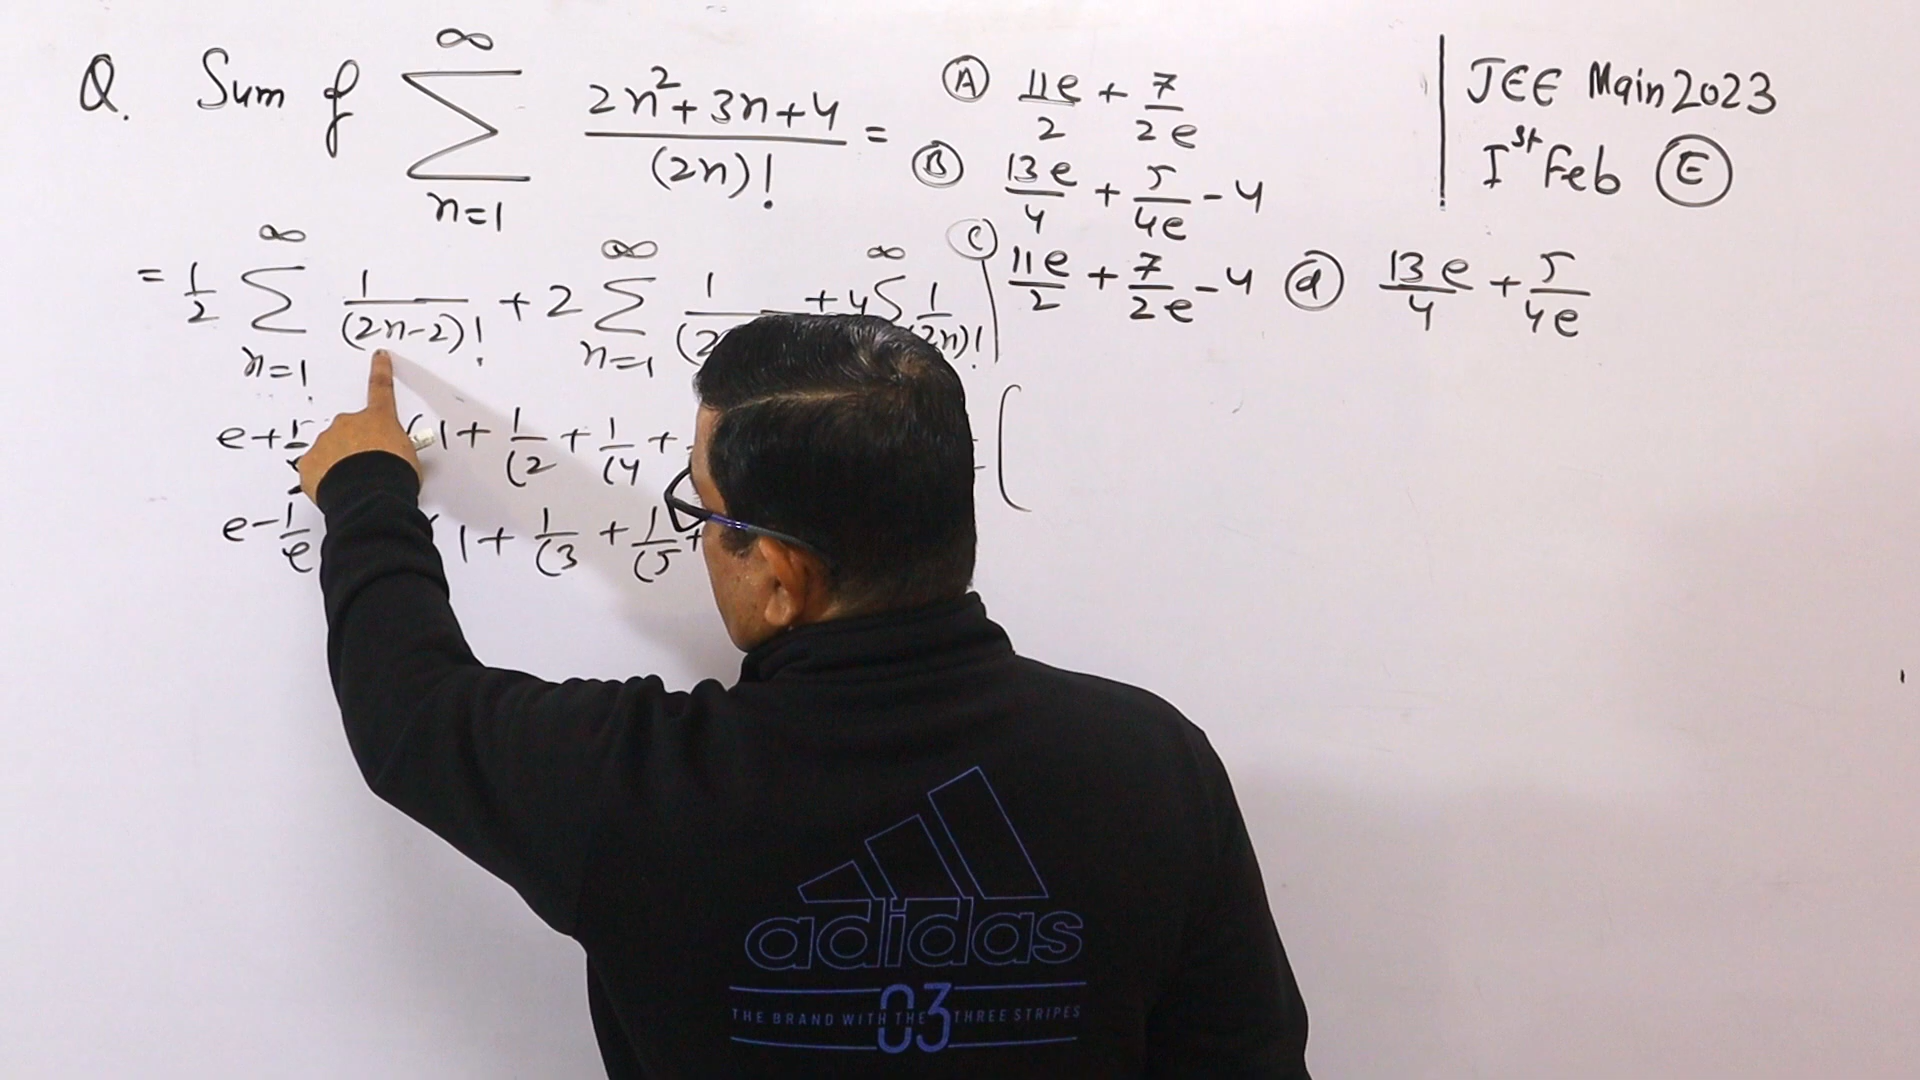 Q. Sum of ∞ ∑ n=1 (2n²+3n+4)/(2n)! =
Ⓐ 11e/2 + 7/2e
Ⓑ 13e/4 + 5/4e - 4
Ⓒ 11e/2 + 7/2e - 4 ⓓ 13e/4 + 5/4e
JEE Main 2023
Iˢᵗ Feb Ⓔ
= 1/2 ∞ ∑ n=1 1/(2n-2)! + 2 ∞ ∑ n=1 1/(2 + 4 ∞ ∑ 1/(2n)!
e + 1 ( 1 + 1/(2 + 1/(4 + (
e - 1/e ( 1 + 1/(3 + 1/(5 +
adidas
THE BRAND WITH THE 03 THREE STRIPES